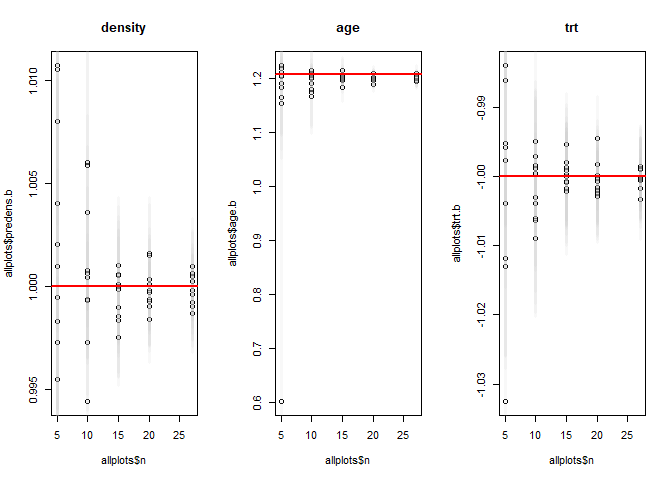 density
allplots$predens.b
0.995 1.000 1.005 1.010
5 10 15 20 25
allplots$n
age
allplots$age.b
0.6 0.7 0.8 0.9 1.0 1.1 1.2
5 10 15 20 25
allplots$n
trt
allplots$trt.b
-1.03 -1.02 -1.01 -1.00 -0.99
5 10 15 20 25
allplots$n